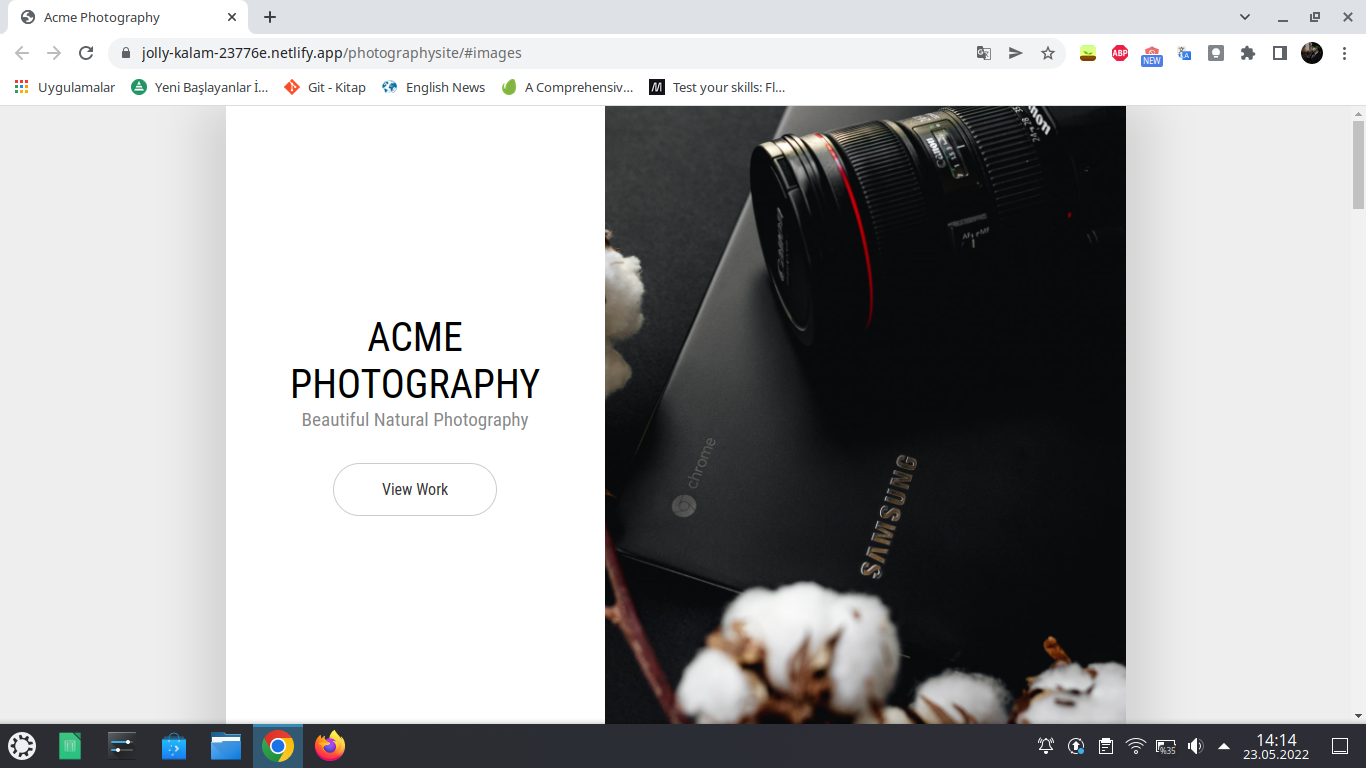 Acme Photography
jolly-kalam-23776e.netlify.app/photographysite/#images
ABP
NEW
Uygulamalar
Yeni Başlayanlar İ...
Git - Kitap
English News
A Comprehensiv...
Test your skills: Fl...
ACME
PHOTOGRAPHY
Beautiful Natural Photography
View Work
Canon
Canon
chrome
SAMSUNG
%35
14:14
23.05.2022